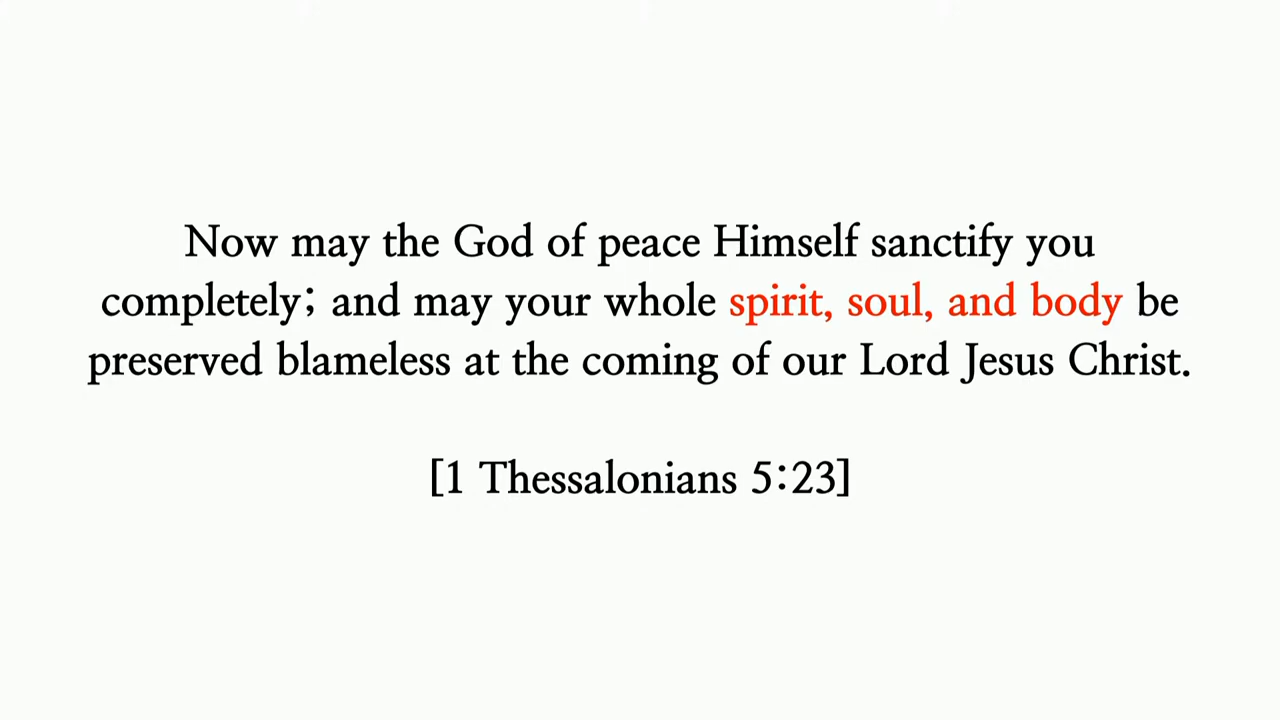 Now may the God of peace Himself sanctify you
completely; and may your whole spirit, soul, and body be
preserved blameless at the coming of our Lord Jesus Christ.
[1 Thessalonians 5:23]